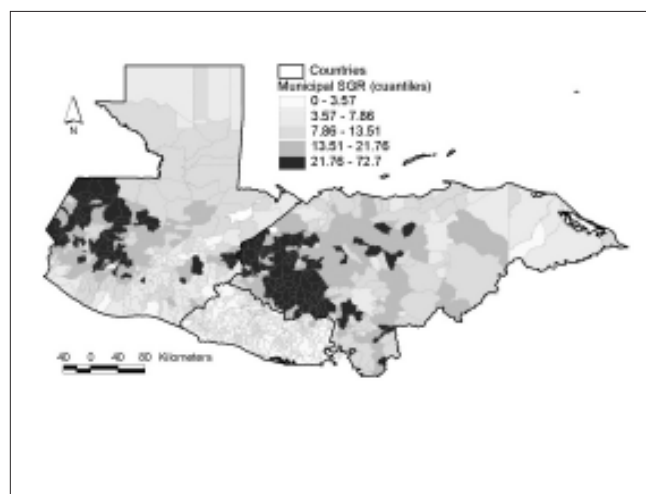 Countries
Municipal SGR (cuantiles)
0 - 3.57
3.57 - 7.86
7.86 - 13.51
13.51 - 21.76
21.76 - 72.7
N
40 0 40 80 Kilometers